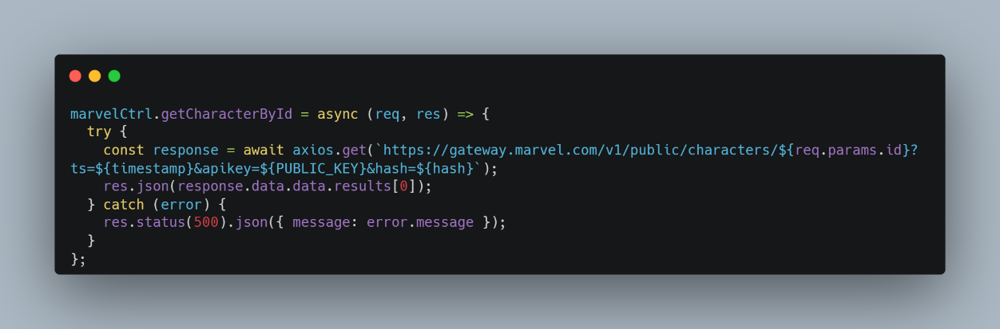 marvelCtrl.getCharacterById = async (req, res) => {
  try {
    const response = await axios.get(`https://gateway.marvel.com/v1/public/characters/${req.params.id}?
ts=${timestamp}&apikey=${PUBLIC_KEY}&hash=${hash}`);
    res.json(response.data.data.results[0]);
  } catch (error) {
    res.status(500).json({ message: error.message });
  }
};